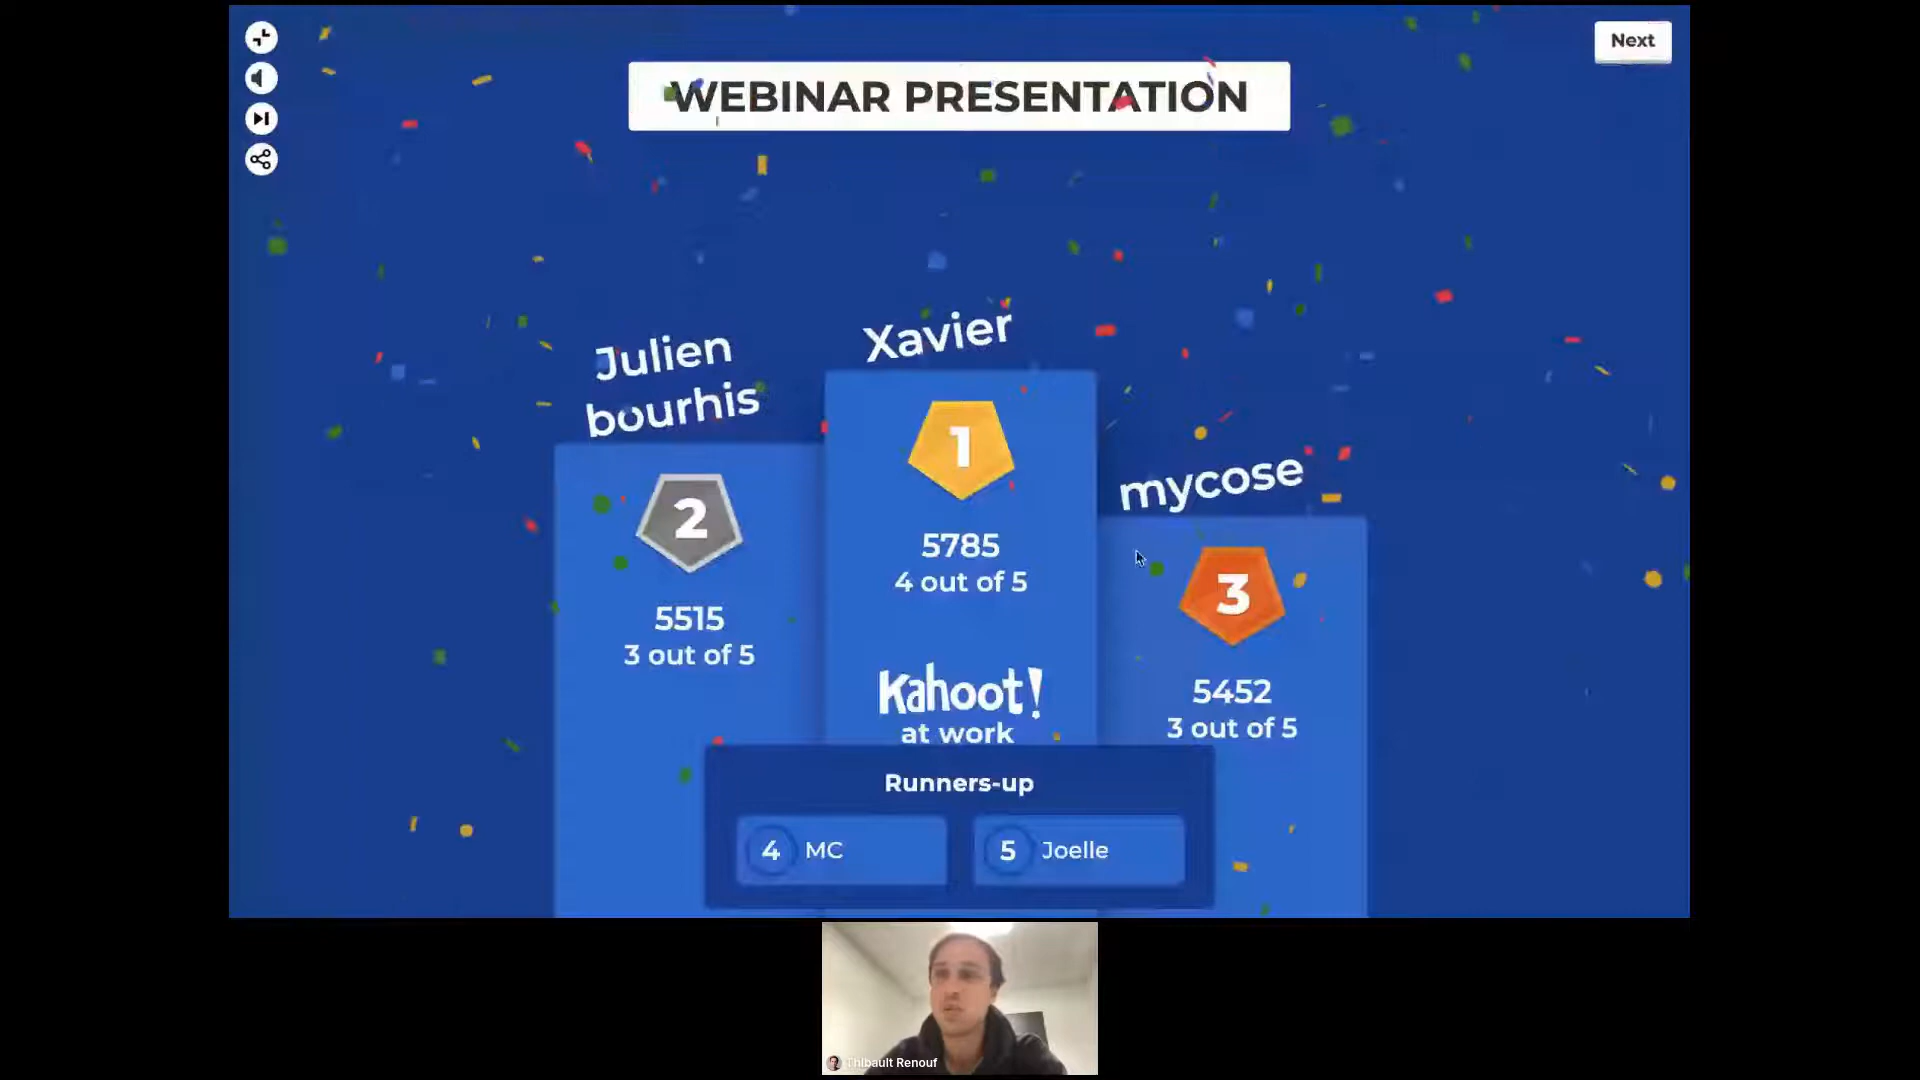 Next
WEBINAR PRESENTATION
Xavier
1
5785
4 out of 5
Kahoot!
at work
Julien
bourhis
2
5515
3 out of 5
mycose
3
5452
3 out of 5
Runners-up
4 MC
5 Joelle
Thibault Renouf